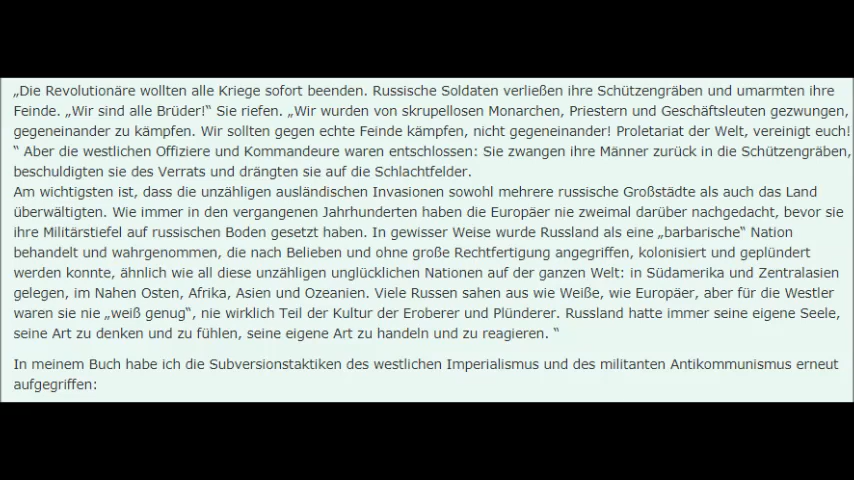 „Die Revolutionäre wollten alle Kriege sofort beenden. Russische Soldaten verließen ihre Schützengräben und umarmten ihre
Feinde. „Wir sind alle Brüder!“ Sie riefen. „Wir wurden von skrupellosen Monarchen, Priestern und Geschäftsleuten gezwungen,
gegeneinander zu kämpfen. Wir sollten gegen echte Feinde kämpfen, nicht gegeneinander! Proletariat der Welt, vereinigt euch!
“ Aber die westlichen Offiziere und Kommandeure waren entschlossen: Sie zwangen ihre Männer zurück in die Schützengräben,
beschuldigten sie des Verrats und drängten sie auf die Schlachtfelder.
Am wichtigsten ist, dass die unzähligen ausländischen Invasionen sowohl mehrere russische Großstädte als auch das Land
überwältigten. Wie immer in den vergangenen Jahrhunderten haben die Europäer nie zweimal darüber nachgedacht, bevor sie
ihre Militärstiefel auf russischen Boden gesetzt haben. In gewisser Weise wurde Russland als eine „barbarische“ Nation
behandelt und wahrgenommen, die nach Belieben und ohne große Rechtfertigung angegriffen, kolonisiert und geplündert
werden konnte, ähnlich wie all diese unzähligen unglücklichen Nationen auf der ganzen Welt: in Südamerika und Zentralasien
gelegen, im Nahen Osten, Afrika, Asien und Ozeanien. Viele Russen sahen aus wie Weiße, wie Europäer, aber für die Westler
waren sie nie „weiß genug“, nie wirklich Teil der Kultur der Eroberer und Plünderer. Russland hatte immer seine eigene Seele,
seine Art zu denken und zu fühlen, seine eigene Art zu handeln und zu reagieren. “
In meinem Buch habe ich die Subversionstaktiken des westlichen Imperialismus und des militanten Antikommunismus erneut
aufgegriffen: